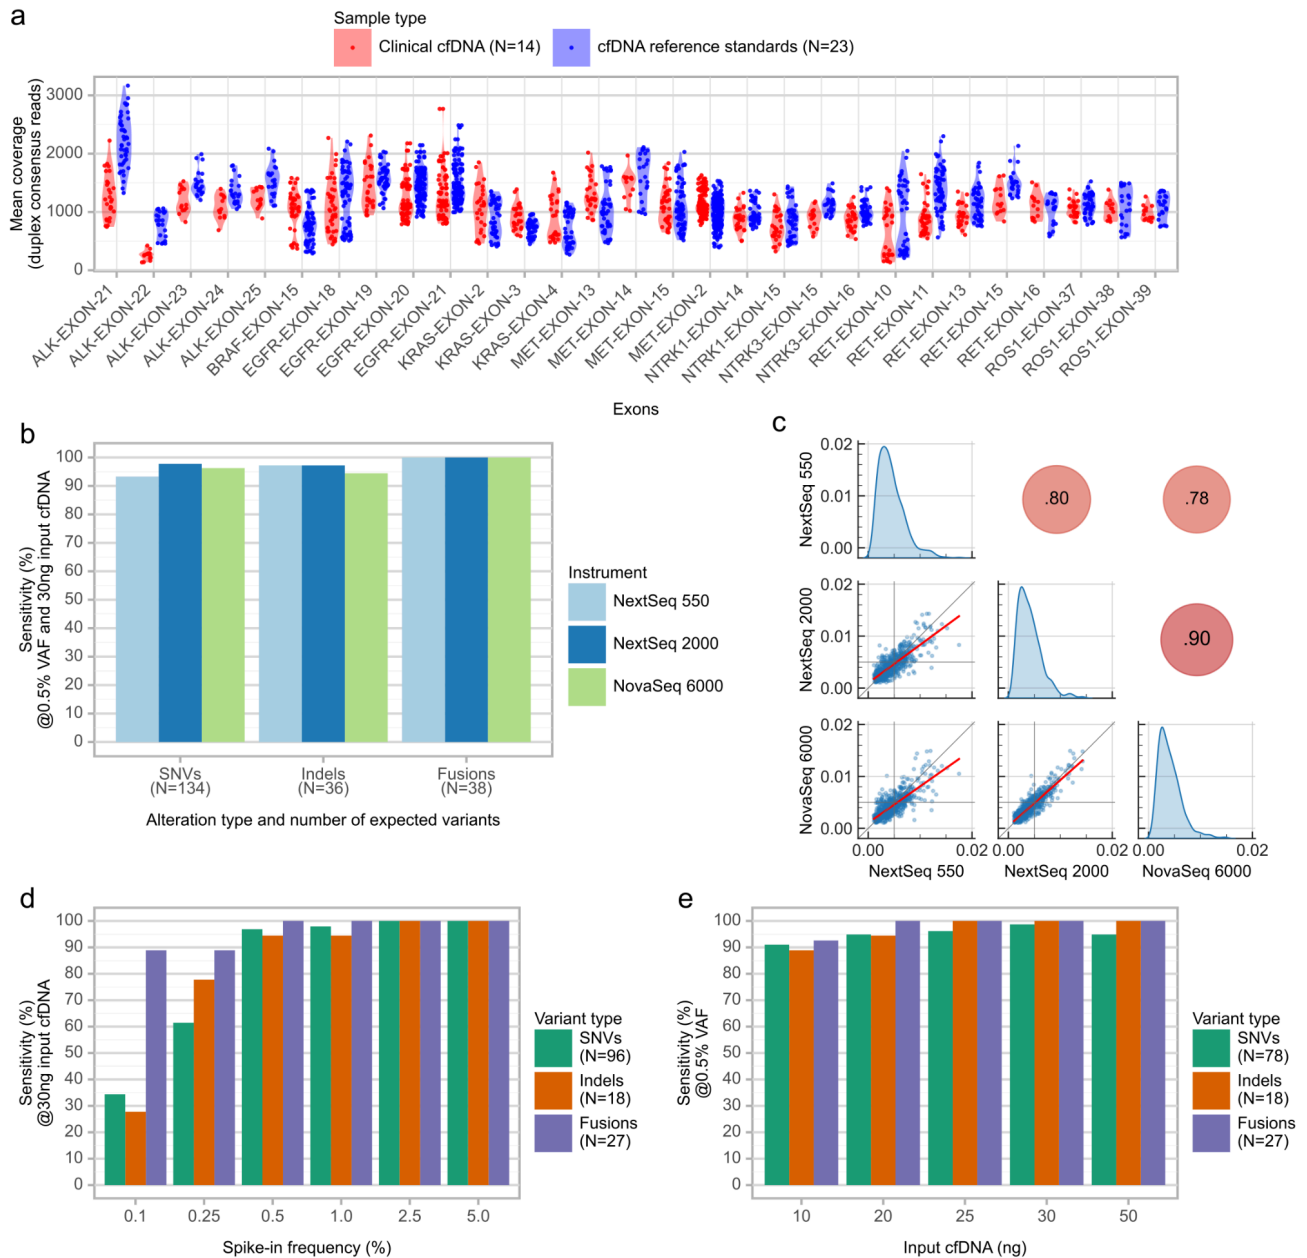 a
Sample type
Clinical cfDNA (N=14)
cfDNA reference standards (N=23)
Mean coverage
(duplex consensus reads)
3000
2000
1000
0
ALK-EXON-21
ALK-EXON-22
ALK-EXON-23
ALK-EXON-24
ALK-EXON-25
BRAF-EXON-15
EGFR-EXON-18
EGFR-EXON-19
EGFR-EXON-20
EGFR-EXON-21
KRAS-EXON-2
KRAS-EXON-3
KRAS-EXON-4
MET-EXON-13
MET-EXON-14
MET-EXON-15
MET-EXON-2
NTRK1-EXON-14
NTRK1-EXON-15
NTRK3-EXON-15
NTRK3-EXON-16
RET-EXON-10
RET-EXON-11
RET-EXON-13
RET-EXON-15
RET-EXON-16
ROS1-EXON-37
ROS1-EXON-38
ROS1-EXON-39
Exons
b
Sensitivity (%)
@0.5% VAF and 30ng input cfDNA
100
90
80
70
60
50
40
30
20
10
0
SNVs
(N=134)
Indels
(N=36)
Fusions
(N=38)
Alteration type and number of expected variants
Instrument
NextSeq 550
NextSeq 2000
NovaSeq 6000
c
NextSeq 550
0.02
0.01
0.00
.80
.78
NextSeq 2000
0.02
0.01
0.00
.90
NovaSeq 6000
0.02
0.01
0.00
0.00
0.02
0.00
0.02
0.00
0.02
NextSeq 550
NextSeq 2000
NovaSeq 6000
d
Sensitivity (%)
@30ng input cfDNA
100
90
80
70
60
50
40
30
20
10
0
0.1
0.25
0.5
1.0
2.5
5.0
Spike-in frequency (%)
Variant type
SNVs
(N=96)
Indels
(N=18)
Fusions
(N=27)
e
Sensitivity (%)
@0.5% VAF
100
90
80
70
60
50
40
30
20
10
0
10
20
25
30
50
Input cfDNA (ng)
Variant type
SNVs
(N=78)
Indels
(N=18)
Fusions
(N=27)